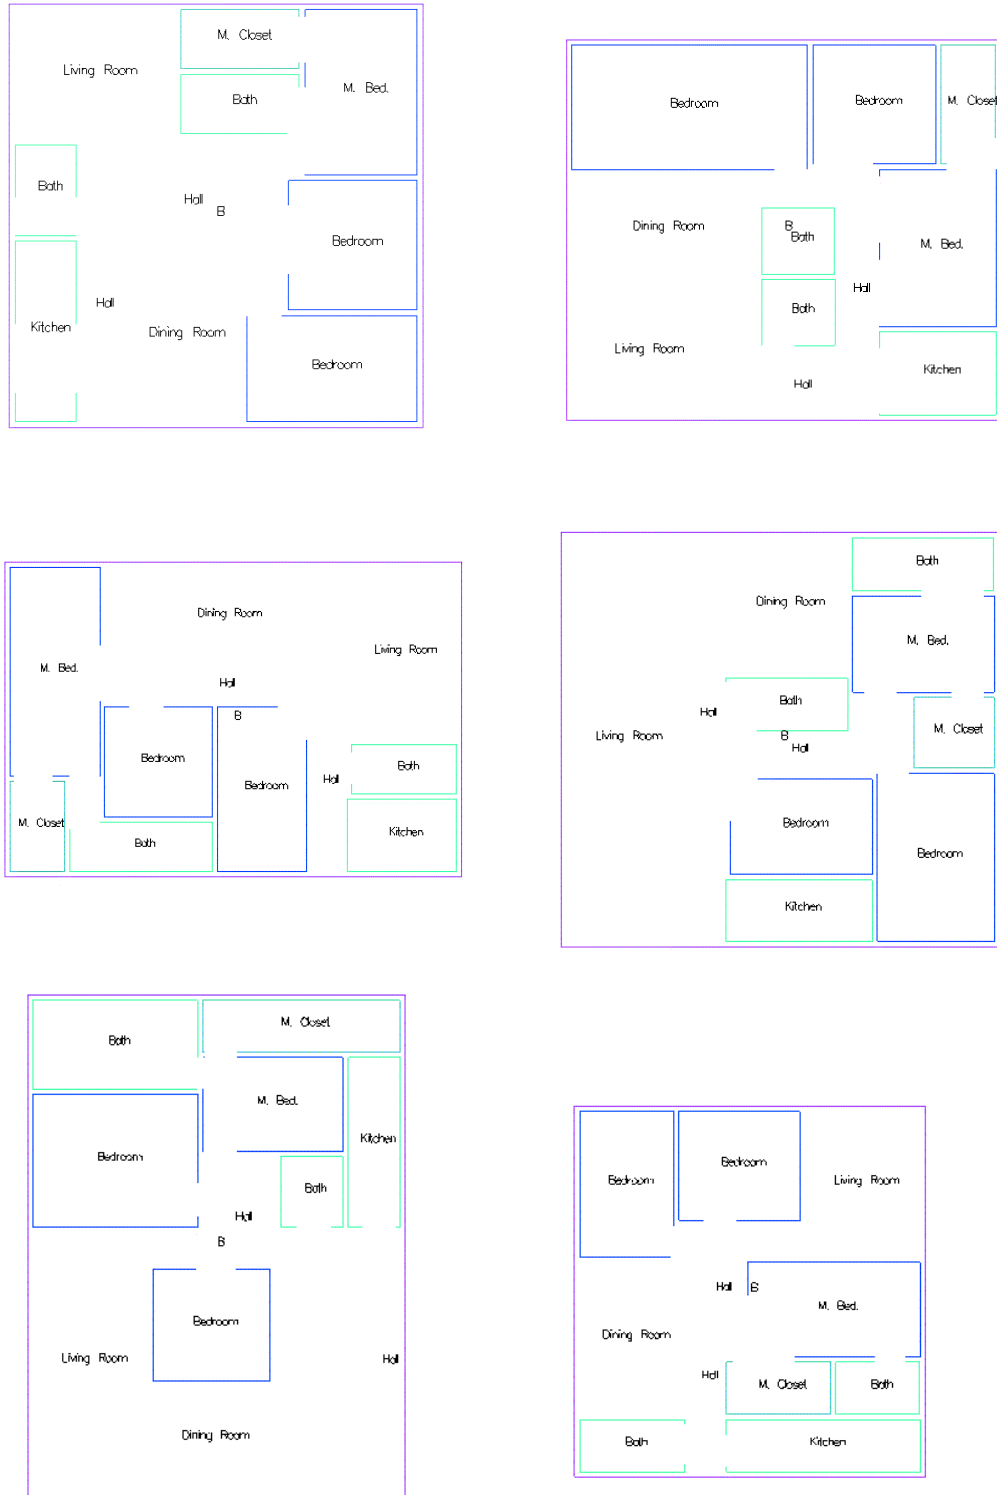 M. Closet
Living Room
M. Bed.
Bath
Bath
Hall
B
Bedroom
Hall
Kitchen
Dining Room
Bedroom
Bedroom
Bedroom
M. Closet
Dining Room
B
Bath
M. Bed.
Hall
Bath
Living Room
Kitchen
Hall
Dining Room
Living Room
M. Bed.
Hall
B
Bedroom
Bedroom
Hall
Bath
M. Closet
Kitchen
Bath
Bath
Dining Room
M. Bed.
Bath
Hall
Living Room
B
M. Closet
Hall
Bedroom
Bedroom
Kitchen
M. Closet
Bath
M. Bed.
Kitchen
Bedroom
Bath
Hall
B
Bedroom
Living Room
Hall
Dining Room
Bedroom
Bedroom
Living Room
Hall
B
M. Bed.
Dining Room
Hall
M. Closet
Bath
Bath
Kitchen